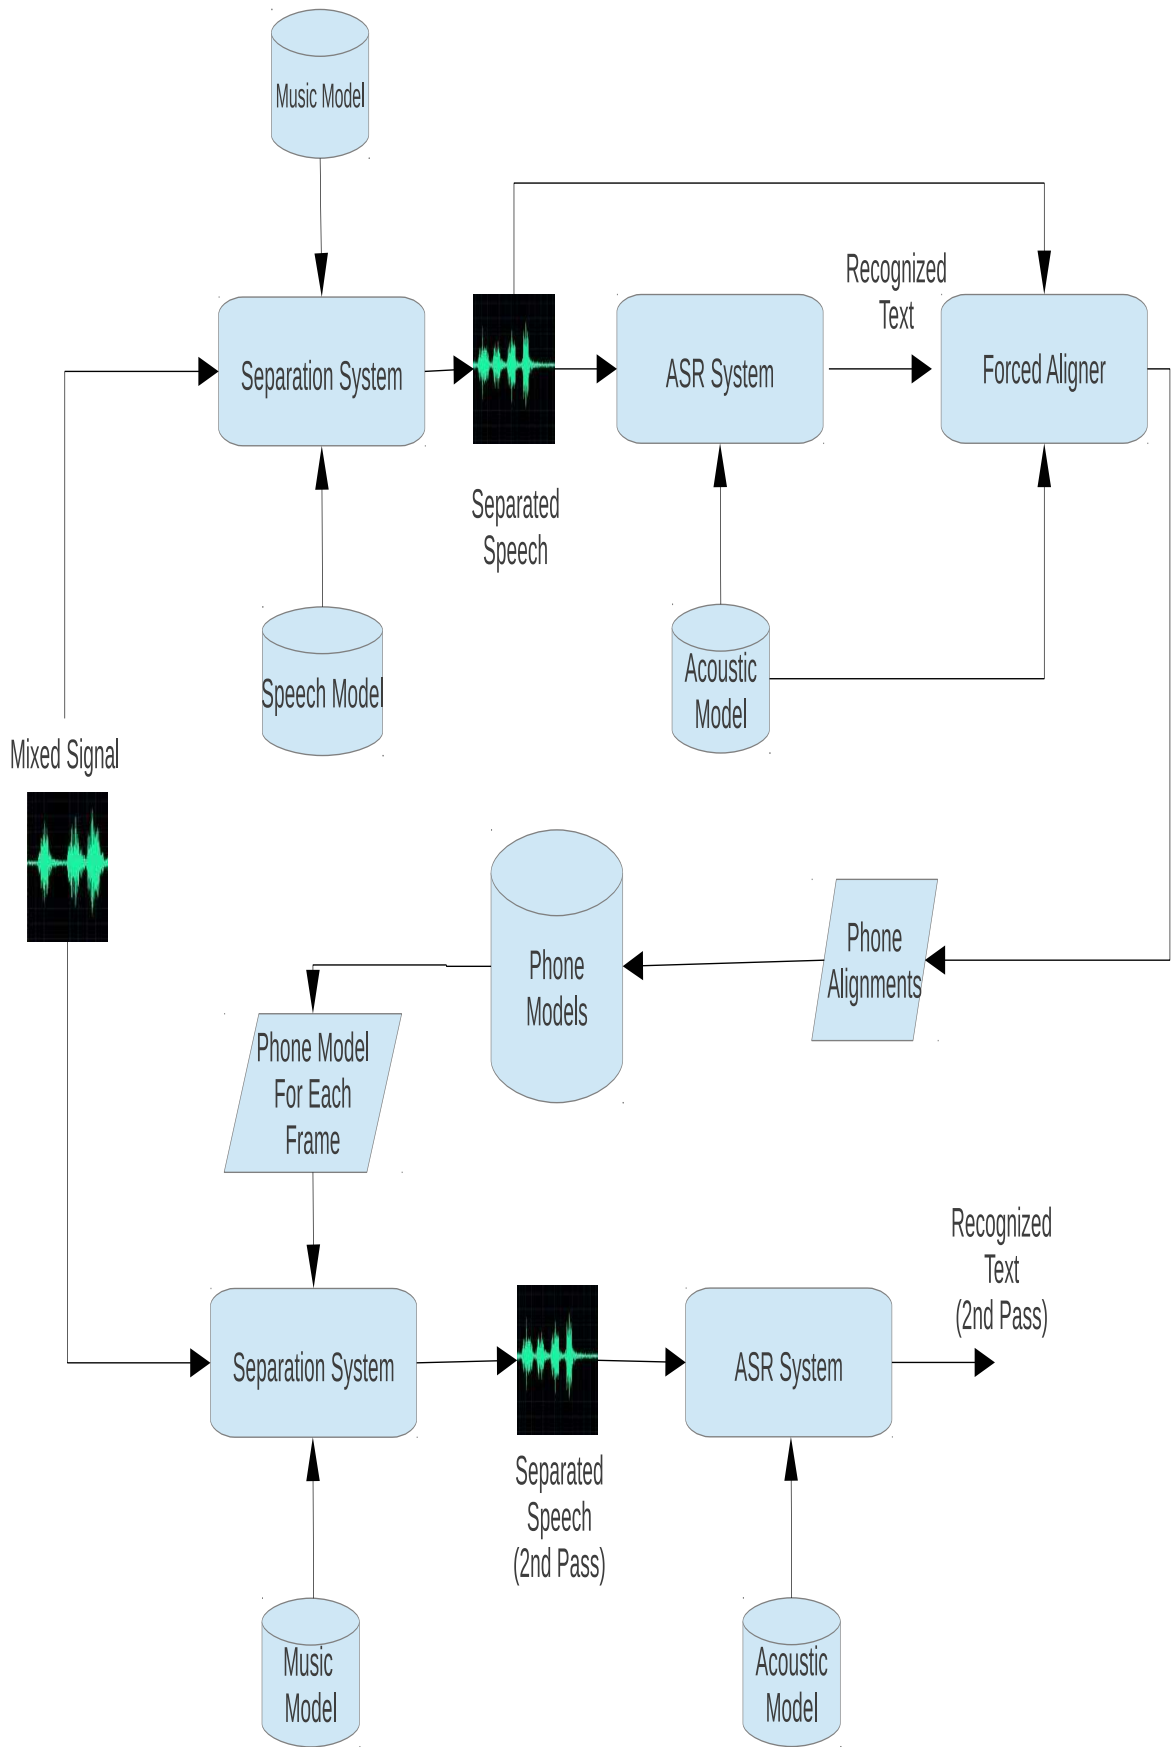 Music Model
Recognized
Text
Separation System
ASR System
Forced Aligner
Separated
Speech
Speech Model
Acoustic
Model
Mixed Signal
Phone
Models
Phone
Alignments
Phone Model
For Each
Frame
Recognized
Text
(2nd Pass)
Separation System
ASR System
Separated
Speech
(2nd Pass)
Music
Model
Acoustic
Model